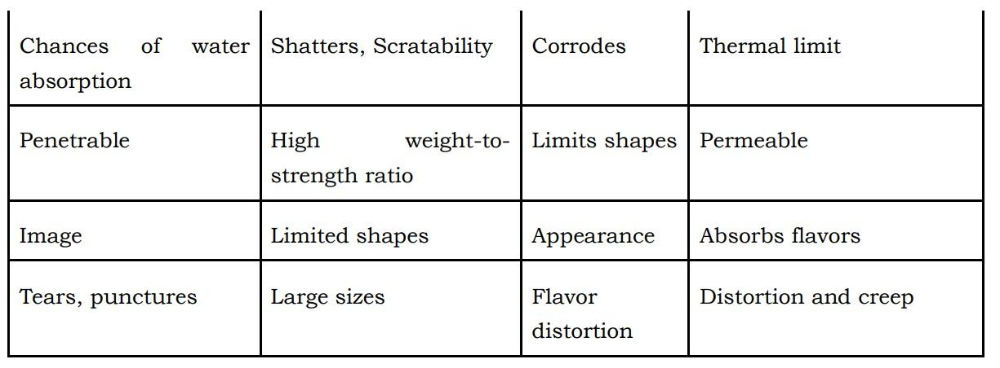 Chances of water
absorption
Shatters, Scratability
Corrodes
Thermal limit
Penetrable
High weight-to-
strength ratio
Limits shapes
Permeable
Image
Limited shapes
Appearance
Absorbs flavors
Tears, punctures
Large sizes
Flavor
distortion
Distortion and creep